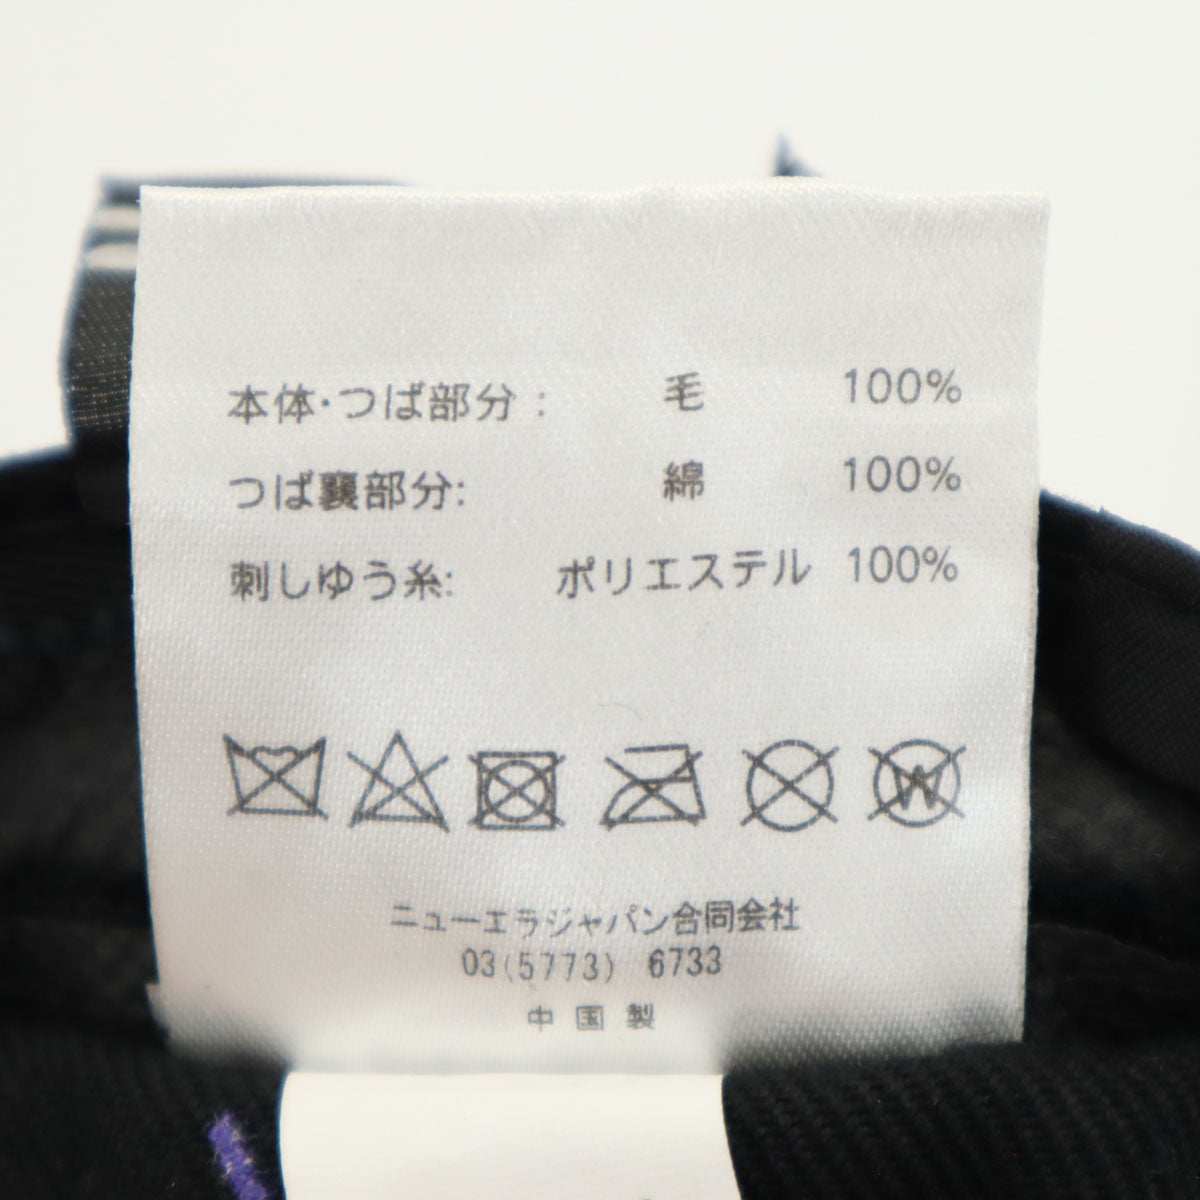 本体・つば部分： 毛 100%
つば裏部分: 綿 100%
刺しゆう糸: ポリエステル 100%
W
ニューエラジャパン合同会社
03(5773) 6733
中国製